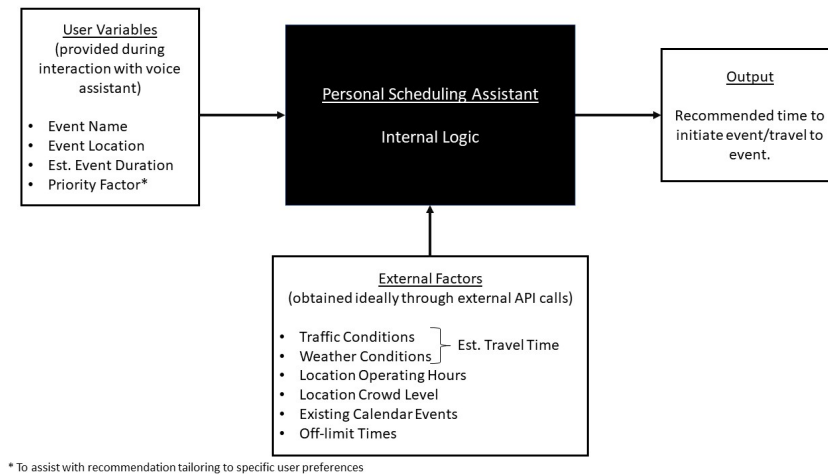 User Variables
(provided during
interaction with voice
assistant)
• Event Name
• Event Location
• Est. Event Duration
• Priority Factor*
Personal Scheduling Assistant
Internal Logic
Output
Recommended time to
initiate event/travel to
event.
External Factors
(obtained ideally through external API calls)
• Traffic Conditions
• Weather Conditions
Est. Travel Time
• Location Operating Hours
• Location Crowd Level
• Existing Calendar Events
• Off-limit Times
* To assist with recommendation tailoring to specific user preferences